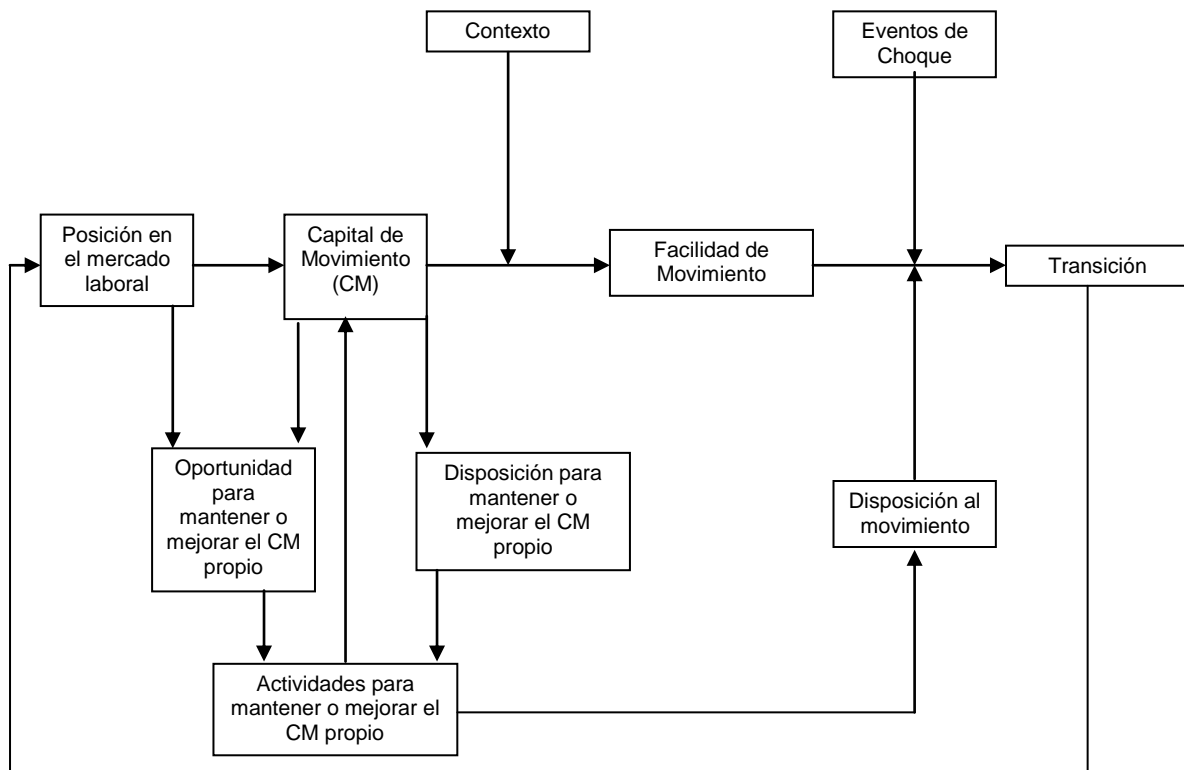 Contexto
Eventos de
Choque
Posición en
el mercado
laboral
Capital de
Movimiento
(CM)
Facilidad de
Movimiento
Transición
Oportunidad
para
mantener o
mejorar el CM
propio
Disposición para
mantener o
mejorar el CM
propio
Disposición al
movimiento
Actividades para
mantener o mejorar el
CM propio